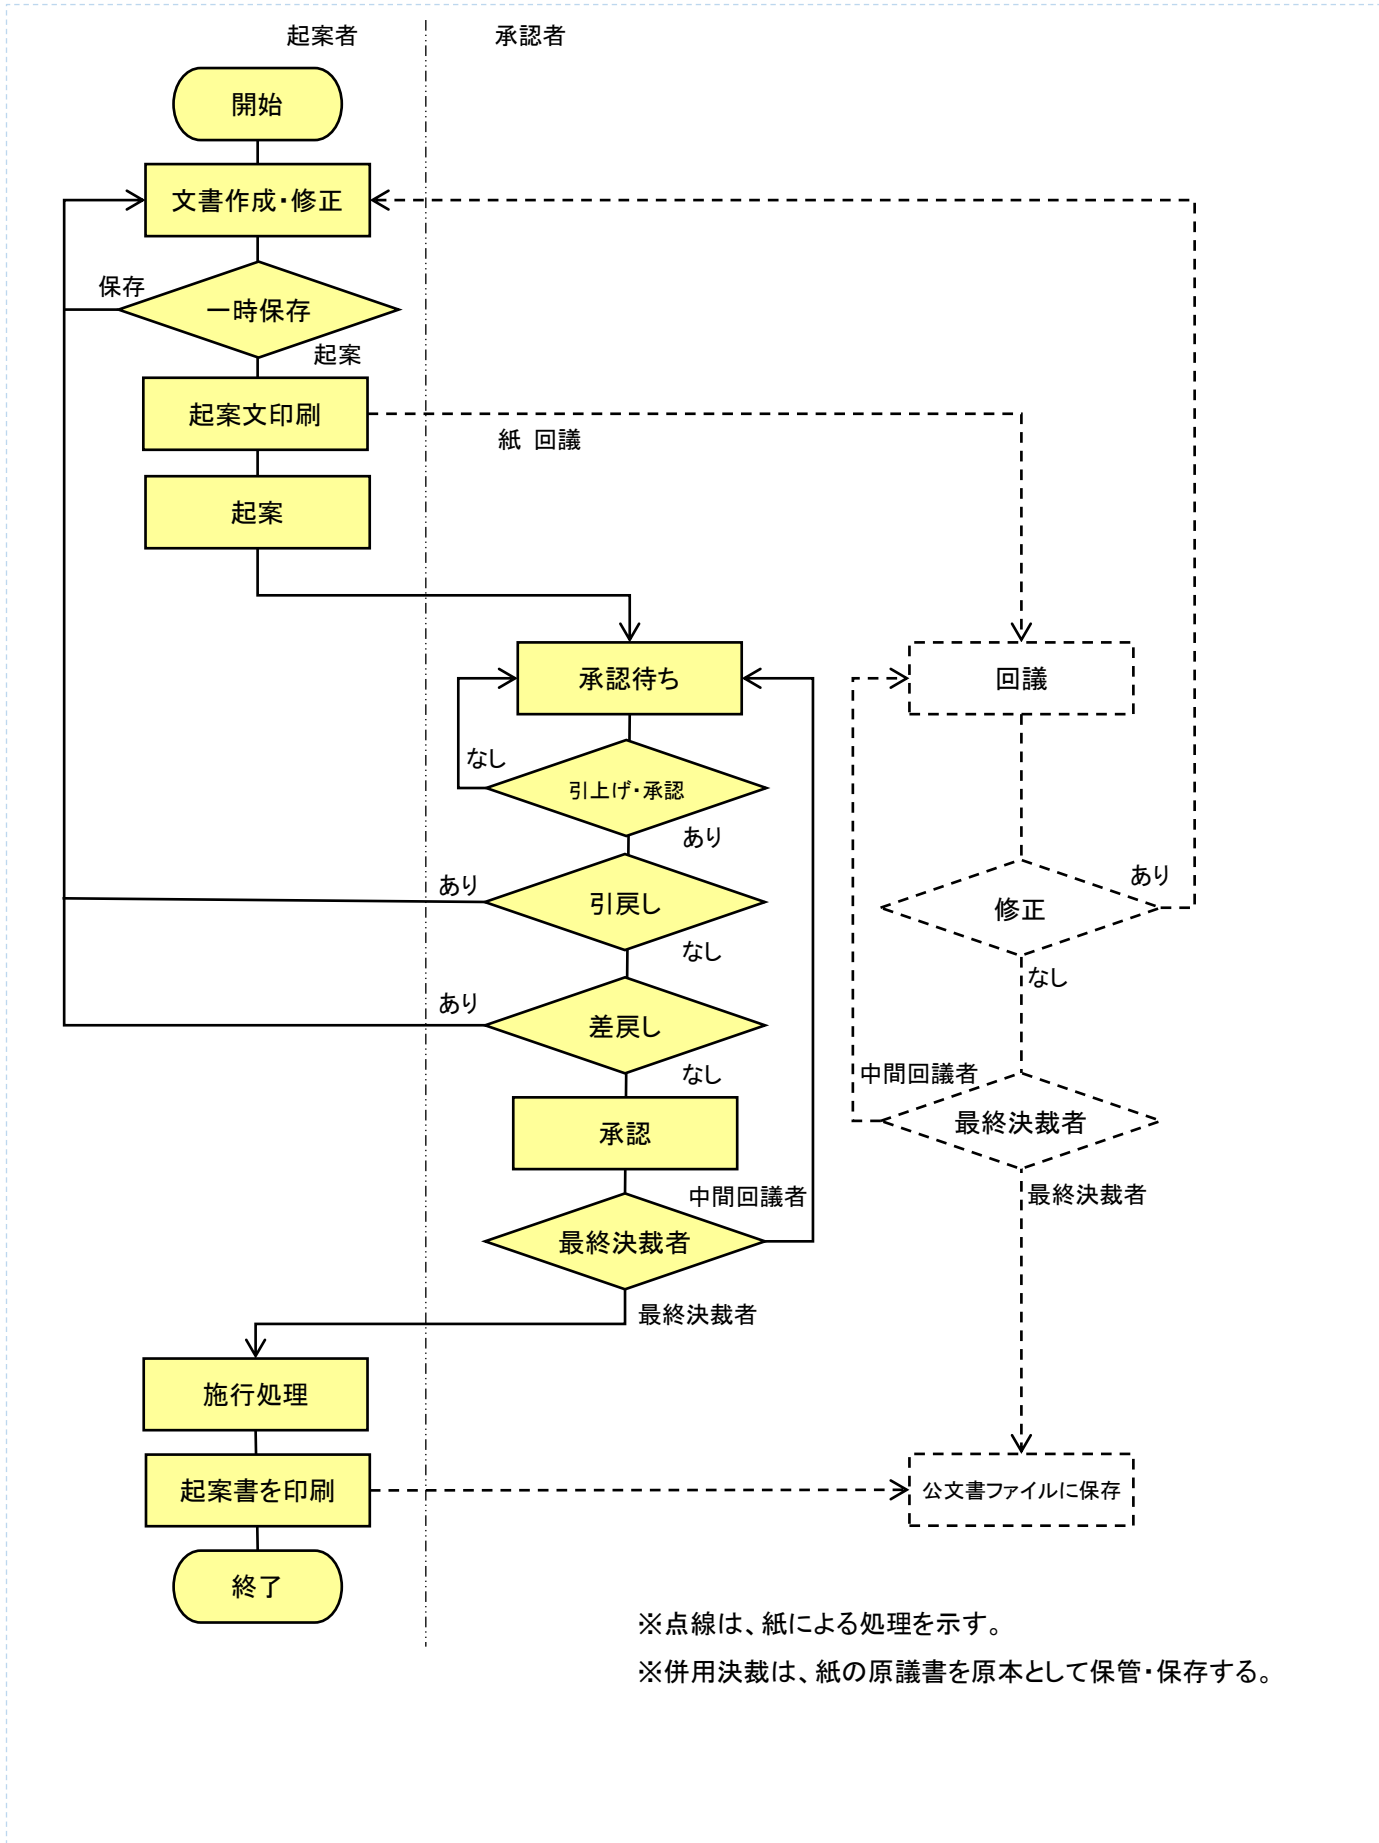 起案者
承認者
開始
文書作成・修正
保存
一時保存
起案
起案文印刷
紙 回議
起案
承認待ち
回議
なし
引上げ・承認
あり
あり
引戻し
なし
あり
修正
なし
あり
差戻し
なし
中間回議者
最終決裁者
最終決裁者
承認
中間回議者
最終決裁者
最終決裁者
施行処理
起案書を印刷
公文書ファイルに保存
終了
※点線は、紙による処理を示す。
※併用決裁は、紙の原議書を原本として保管・保存する。